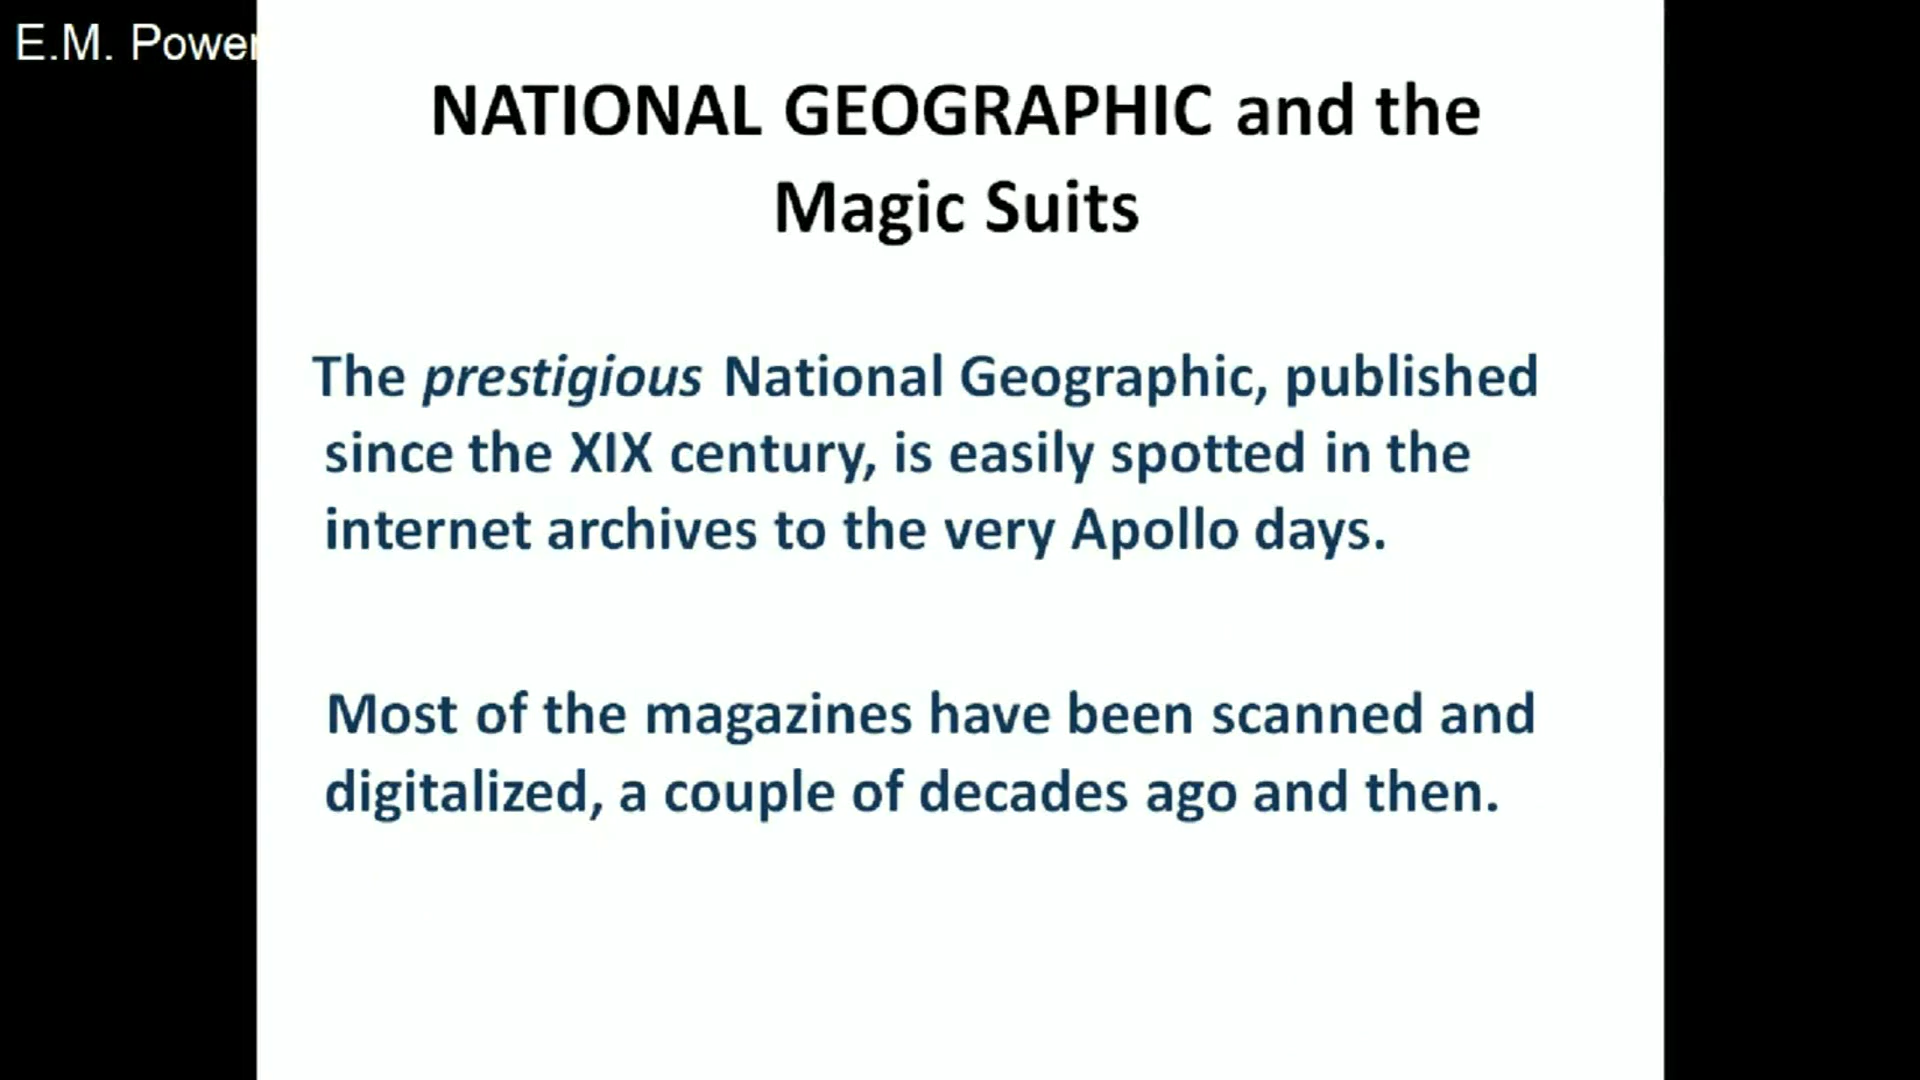 E.M. Power
NATIONAL GEOGRAPHIC and the
Magic Suits
The prestigious National Geographic, published
since the XIX century, is easily spotted in the
internet archives to the very Apollo days.
Most of the magazines have been scanned and
digitalized, a couple of decades ago and then.